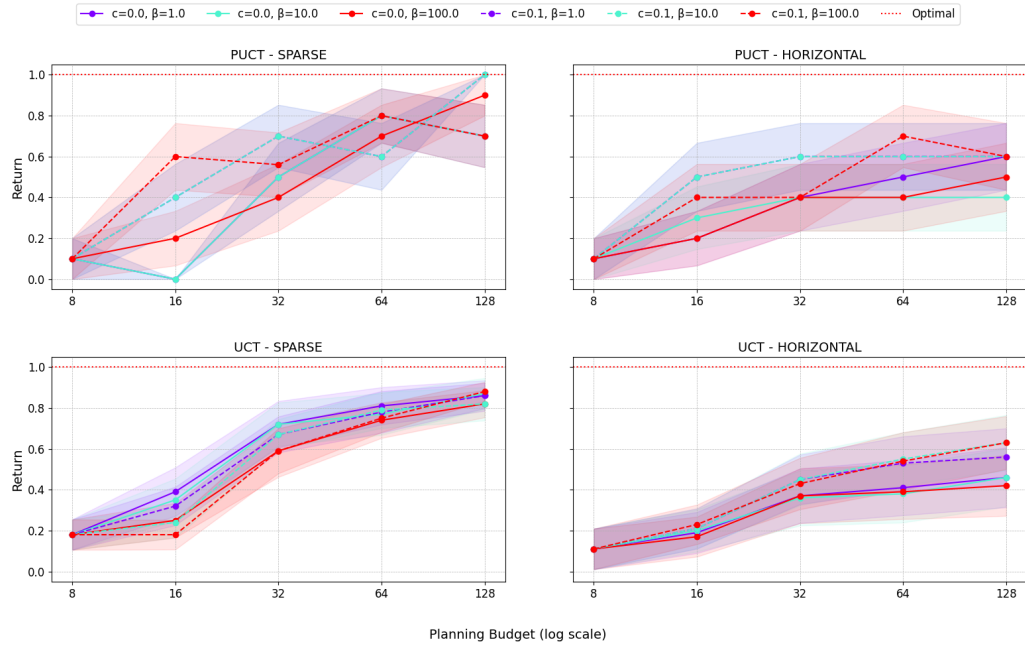 c=0.0, β=1.0 c=0.0, β=10.0 c=0.0, β=100.0 c=0.1, β=1.0 c=0.1, β=10.0 c=0.1, β=100.0 Optimal
PUCT - SPARSE
Return
1.0
0.8
0.6
0.4
0.2
0.0
8 16 32 64 128
PUCT - HORIZONTAL
8 16 32 64 128
UCT - SPARSE
Return
1.0
0.8
0.6
0.4
0.2
0.0
8 16 32 64 128
UCT - HORIZONTAL
8 16 32 64 128
Planning Budget (log scale)